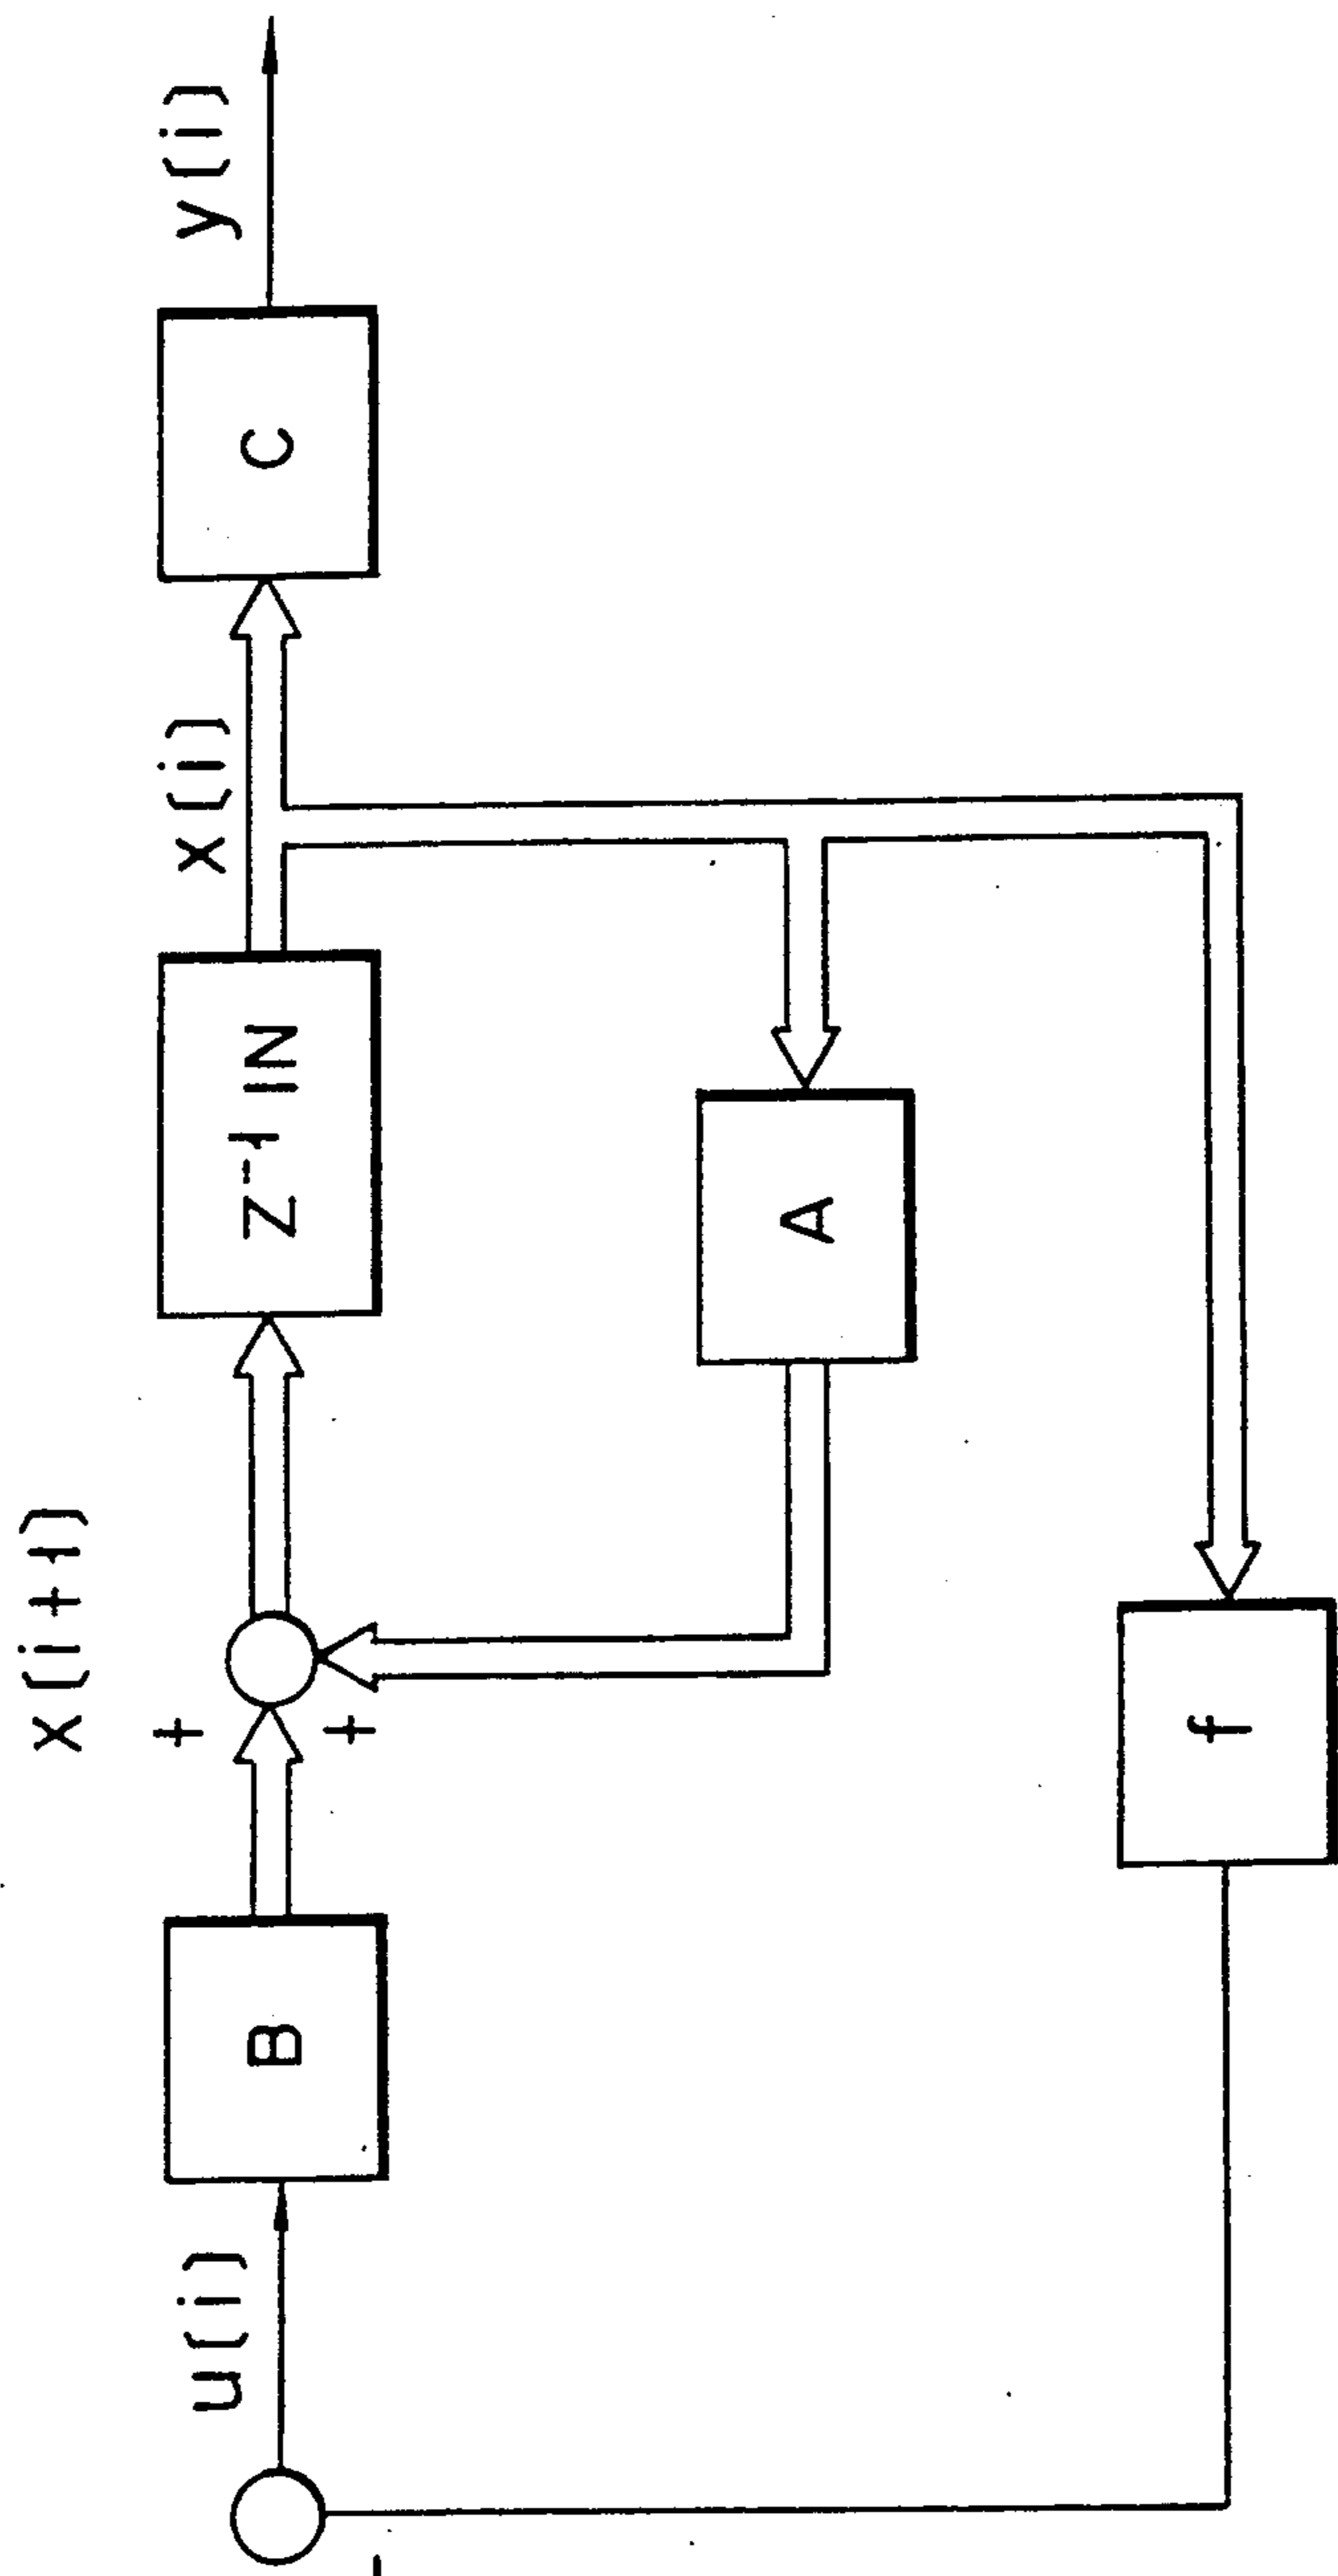 x(i+1)
u(i)
B
+
+
Z⁻¹ IN
x(i)
C
y(i)
A
f
−